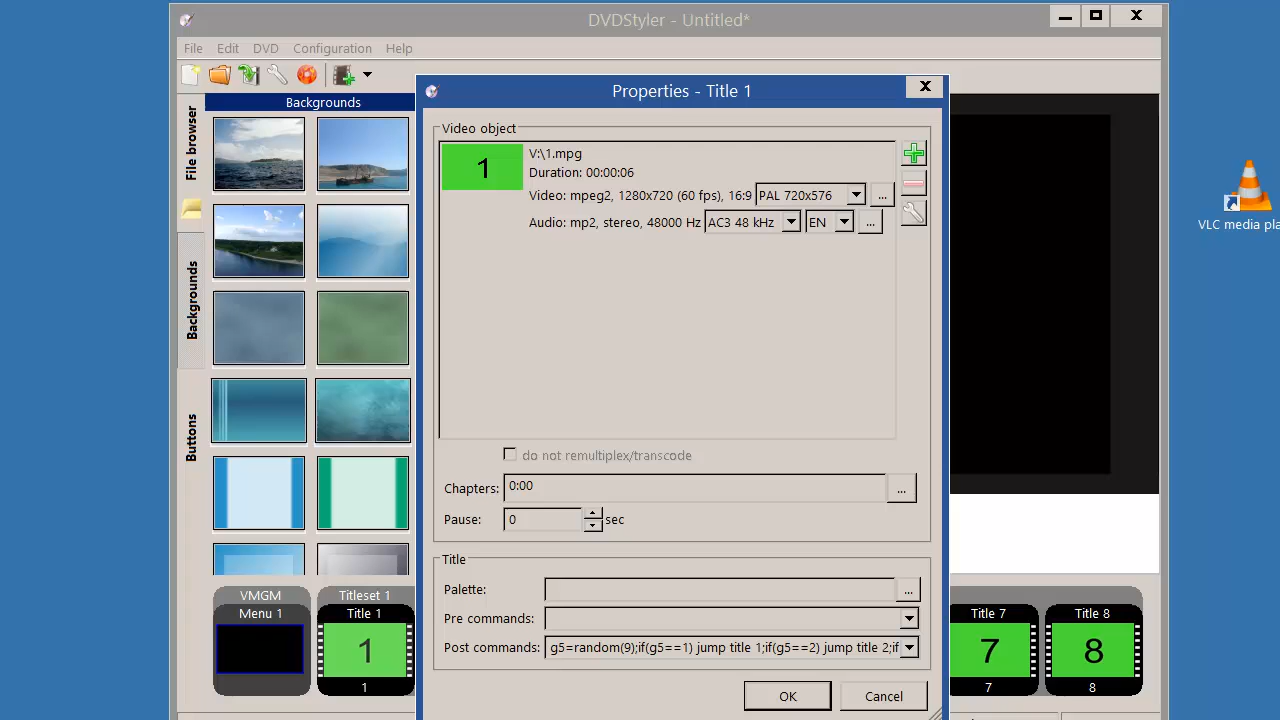 DVDStyler - Untitled*
File Edit DVD Configuration Help
Backgrounds
File browser
Backgrounds
Buttons
Properties - Title 1
Video object
1
V:\1.mpg
Duration: 00:00:06
Video: mpeg2, 1280x720 (60 fps), 16:9 PAL 720x576 ...
Audio: mp2, stereo, 48000 Hz AC3 48 kHz EN ...
do not remultiplex/transcode
Chapters: 0:00 ...
Pause: 0 sec
Title
Palette: ...
Pre commands:
Post commands: g5=random(9);if(g5==1) jump title 1;if(g5==2) jump title 2;if
OK Cancel
VMGM
Menu 1
Titleset 1
Title 1
1
1
Title 7
7
7
Title 8
8
8
VLC media pla